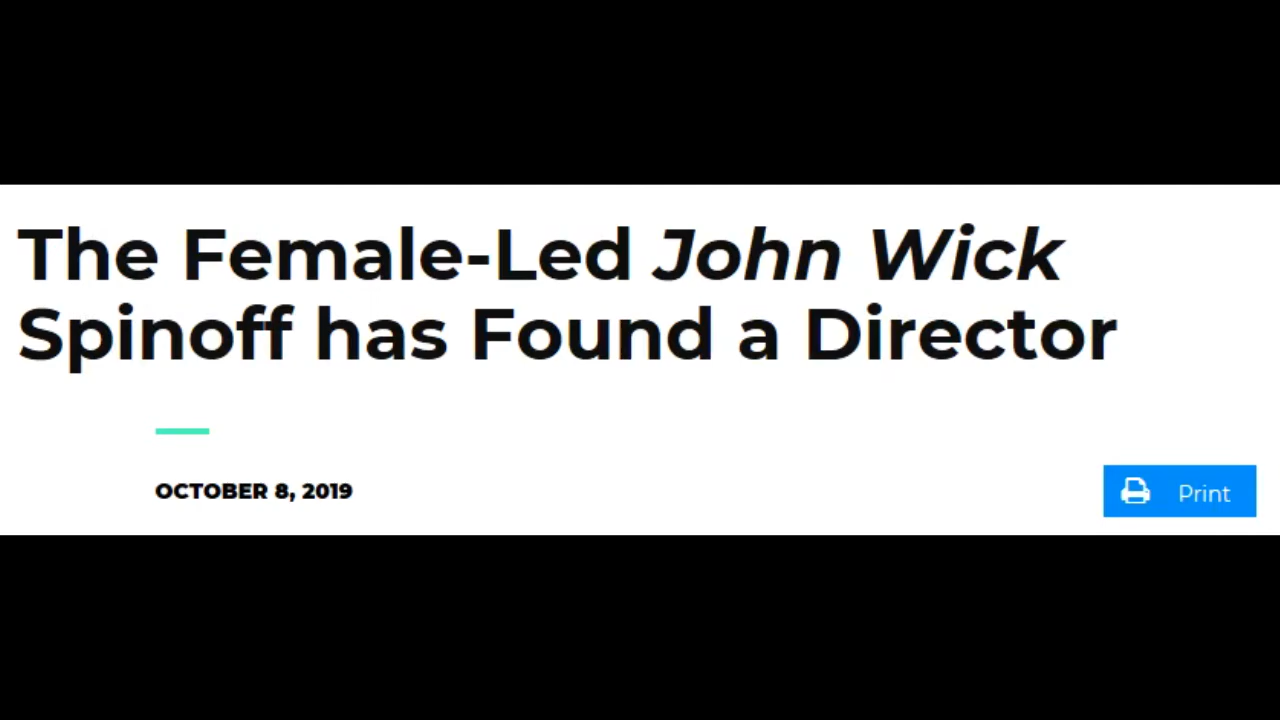 The Female-Led John Wick
Spinoff has Found a Director
OCTOBER 8, 2019
Print